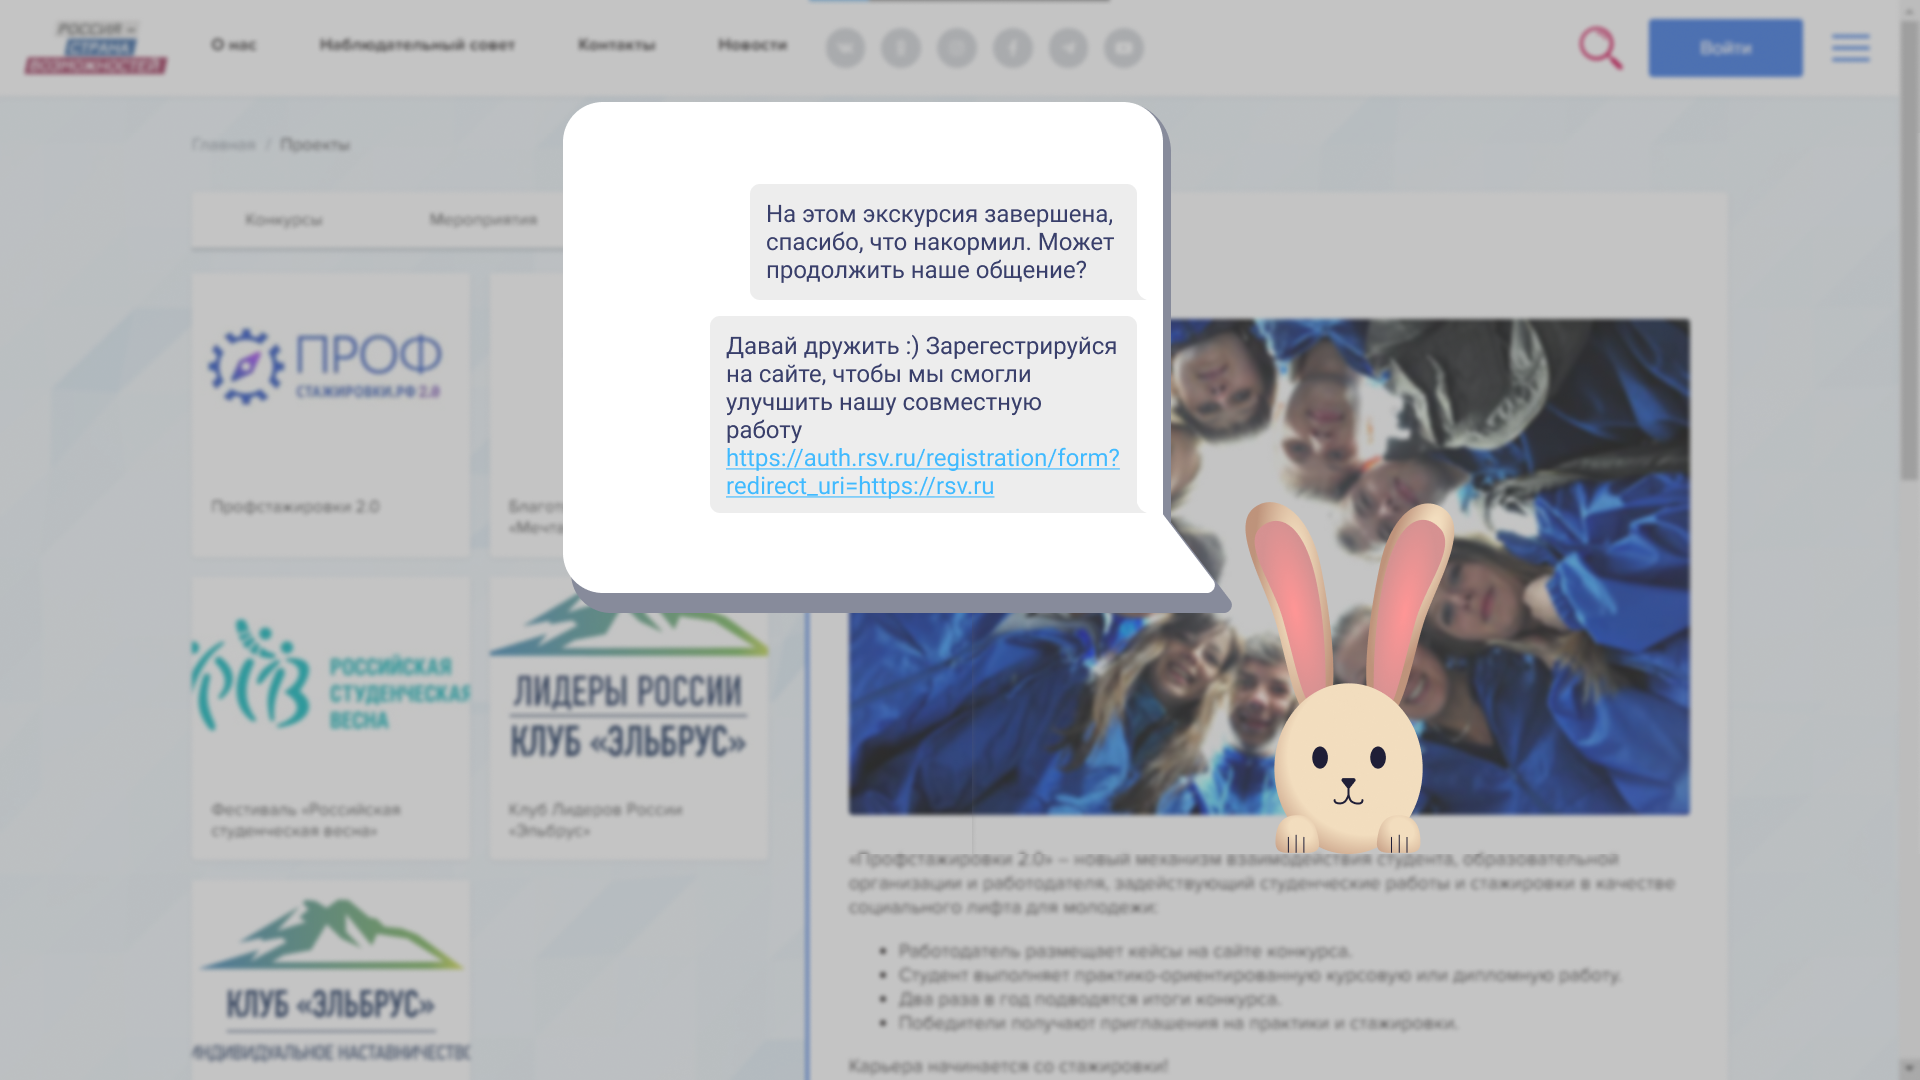 РОССИЯ –
СТРАНА
ВОЗМОЖНОСТЕЙ
О нас
Наблюдательный совет
Контакты
Новости
Войти
Главная / Проекты
Конкурсы
Мероприятия
На этом экскурсия завершена,
спасибо, что накормил. Может
продолжить наше общение?
Давай дружить :) Зарегестрируйся
на сайте, чтобы мы смогли
улучшить нашу совместную
работу
https://auth.rsv.ru/registration/form?
redirect_uri=https://rsv.ru
ПРОФ
СТАЖИРОВКИ.РФ 2.0
Профстажировки 2.0
РОССИЙСКАЯ
СТУДЕНЧЕСКАЯ
ВЕСНА
Фестиваль «Российская
студенческая весна»
ЛИДЕРЫ РОССИИ
КЛУБ «ЭЛЬБРУС»
Клуб Лидеров России
«Эльбрус»
КЛУБ «ЭЛЬБРУС»
ИНДИВИДУАЛЬНОЕ НАСТАВНИЧЕСТВО
«Профстажировки 2.0» – новый механизм взаимодействия студента, образовательной
организации и работодателя, задействующий студенческие работы и стажировки в качестве
социального лифта для молодежи:
• Работодатель размещает кейсы на сайте конкурса.
• Студент выполняет практико-ориентированную курсовую или дипломную работу.
• Два раза в год подводятся итоги конкурса.
• Победители получают приглашения на практики и стажировки.
Карьера начинается со стажировки!